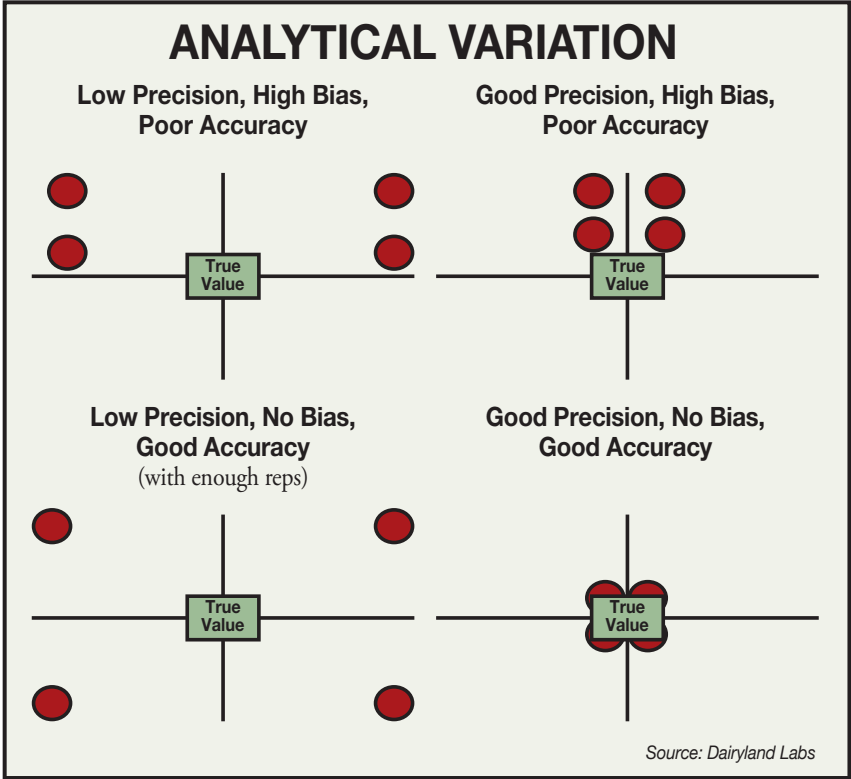 ANALYTICAL VARIATION
Low Precision, High Bias,
Poor Accuracy
Good Precision, High Bias,
Poor Accuracy
True
Value
True
Value
Low Precision, No Bias,
Good Accuracy
(with enough reps)
Good Precision, No Bias,
Good Accuracy
True
Value
True
Value
Source: Dairyland Labs